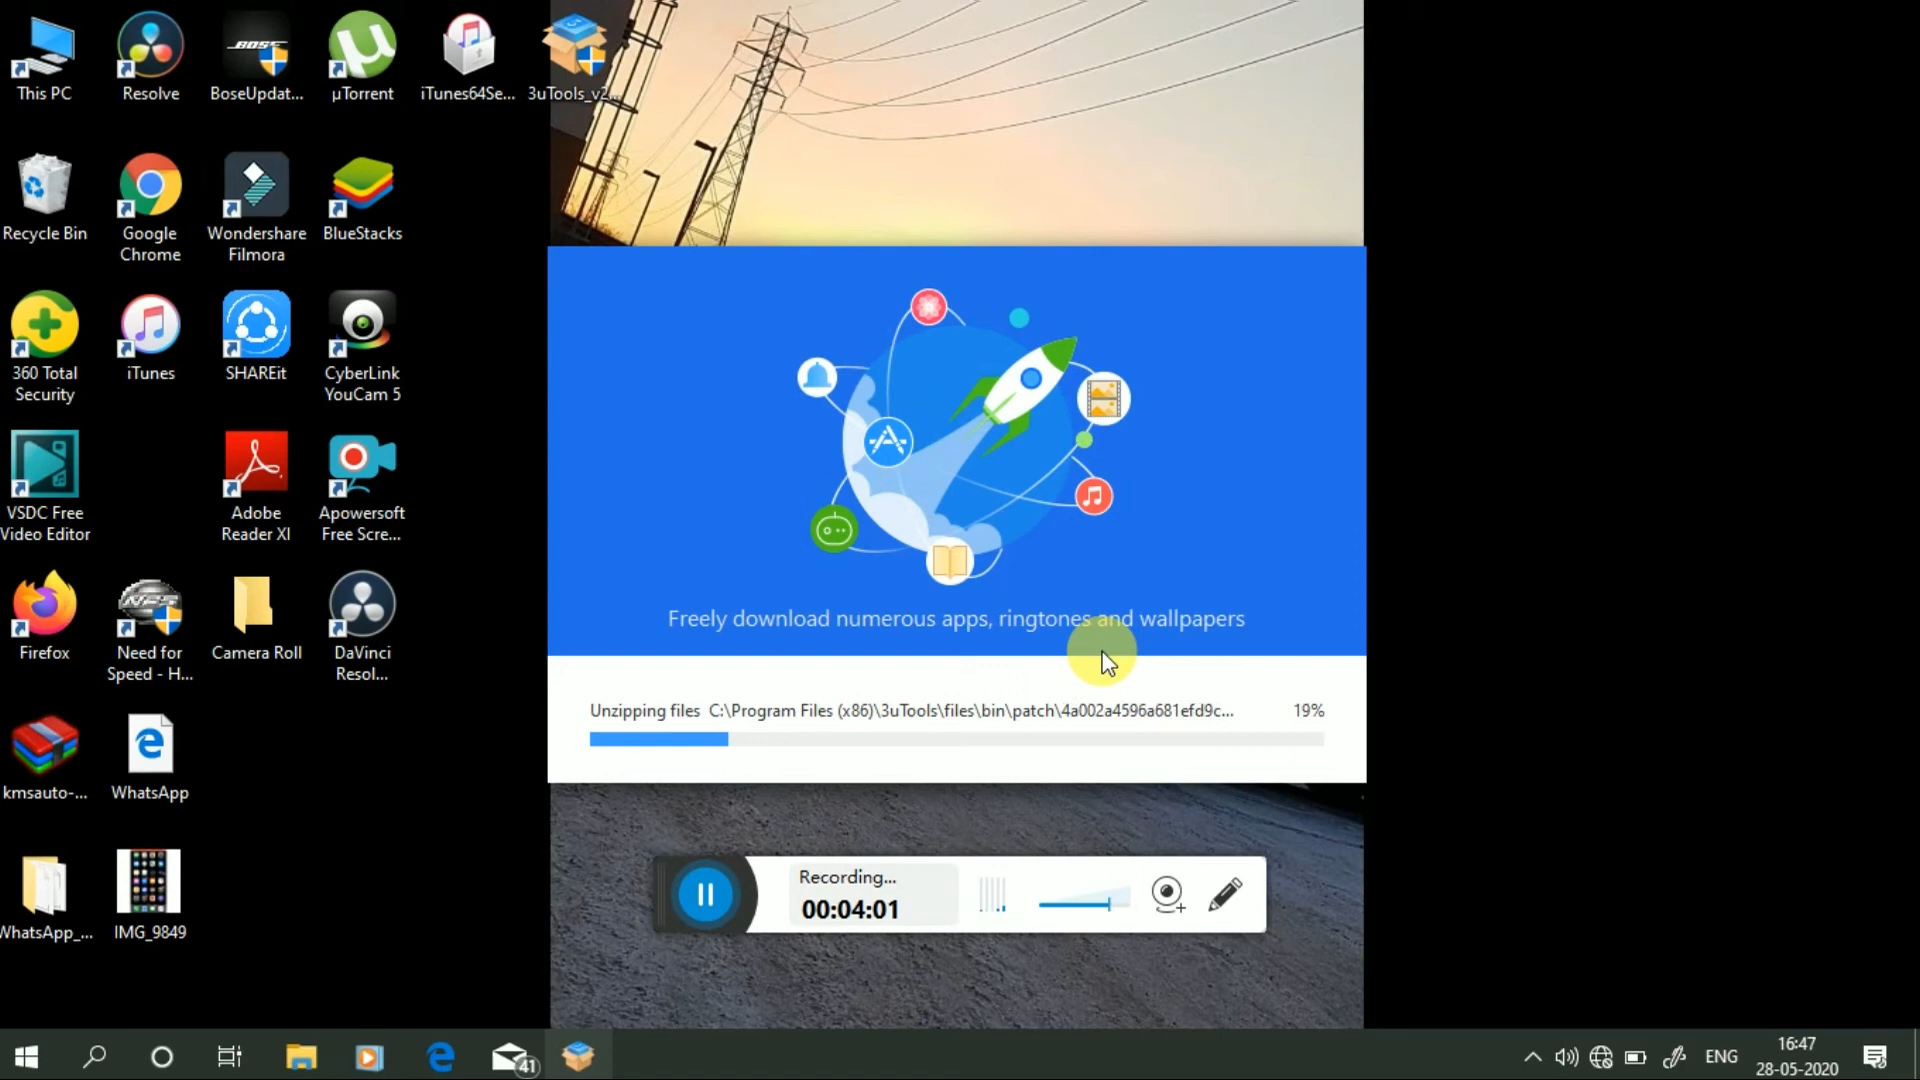 This PC
Resolve
BOSE
BoseUpdat...
µTorrent
iTunes64Se...
3uTools_v2...
Recycle Bin
Google
Chrome
Wondershare
Filmora
BlueStacks
360 Total
Security
iTunes
SHAREit
CyberLink
YouCam 5
VSDC Free
Video Editor
Adobe
Reader XI
Apowersoft
Free Scre...
Firefox
NFS
Need for
Speed - H...
Camera Roll
DaVinci
Resol...
kmsauto-...
WhatsApp
WhatsApp_...
IMG_9849
Freely download numerous apps, ringtones and wallpapers
Unzipping files C:\Program Files (x86)\3uTools\files\bin\patch\4a002a4596a681efd9c... 19%
Recording...
00:04:01
41
ENG
16:47
28-05-2020